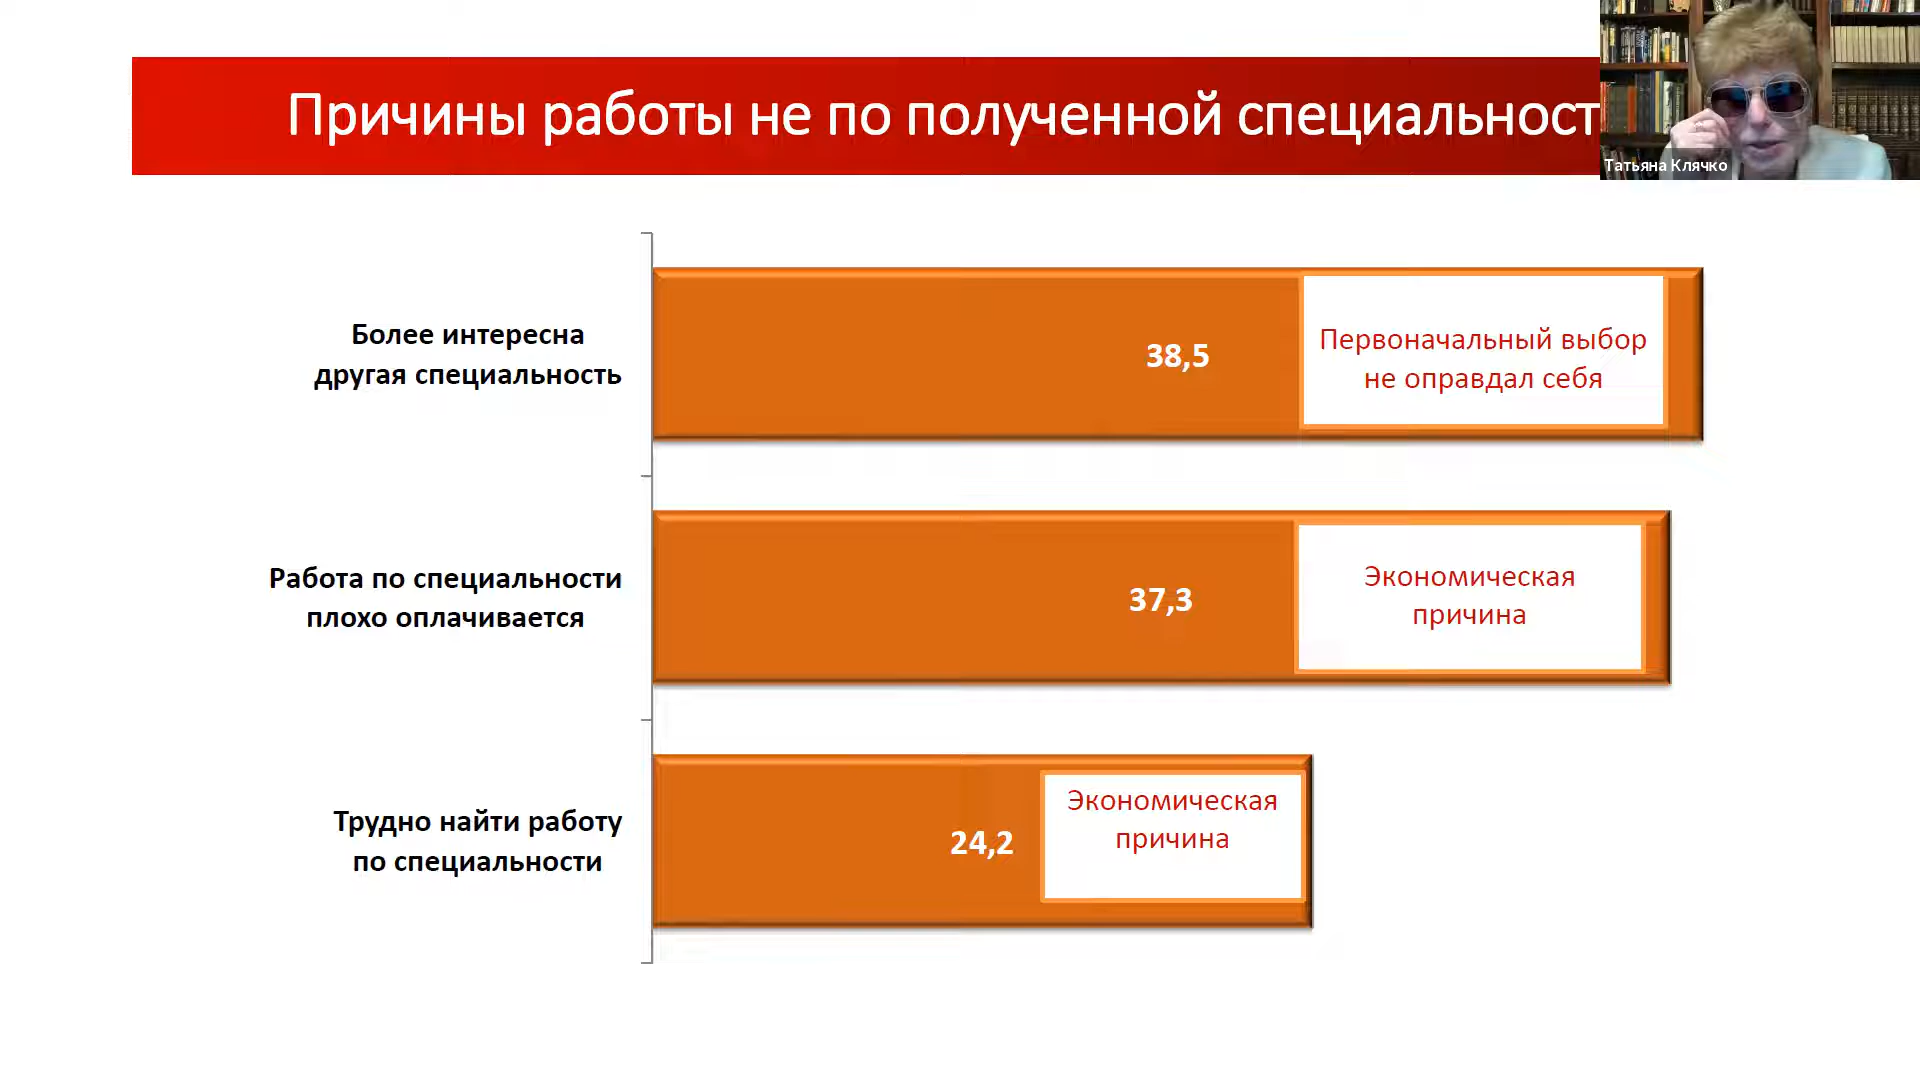 Причины работы не по полученной специальност
Татьяна Клячко
Более интересна
другая специальность
38,5
Первоначальный выбор
не оправдал себя
Работа по специальности
плохо оплачивается
37,3
Экономическая
причина
Трудно найти работу
по специальности
24,2
Экономическая
причина